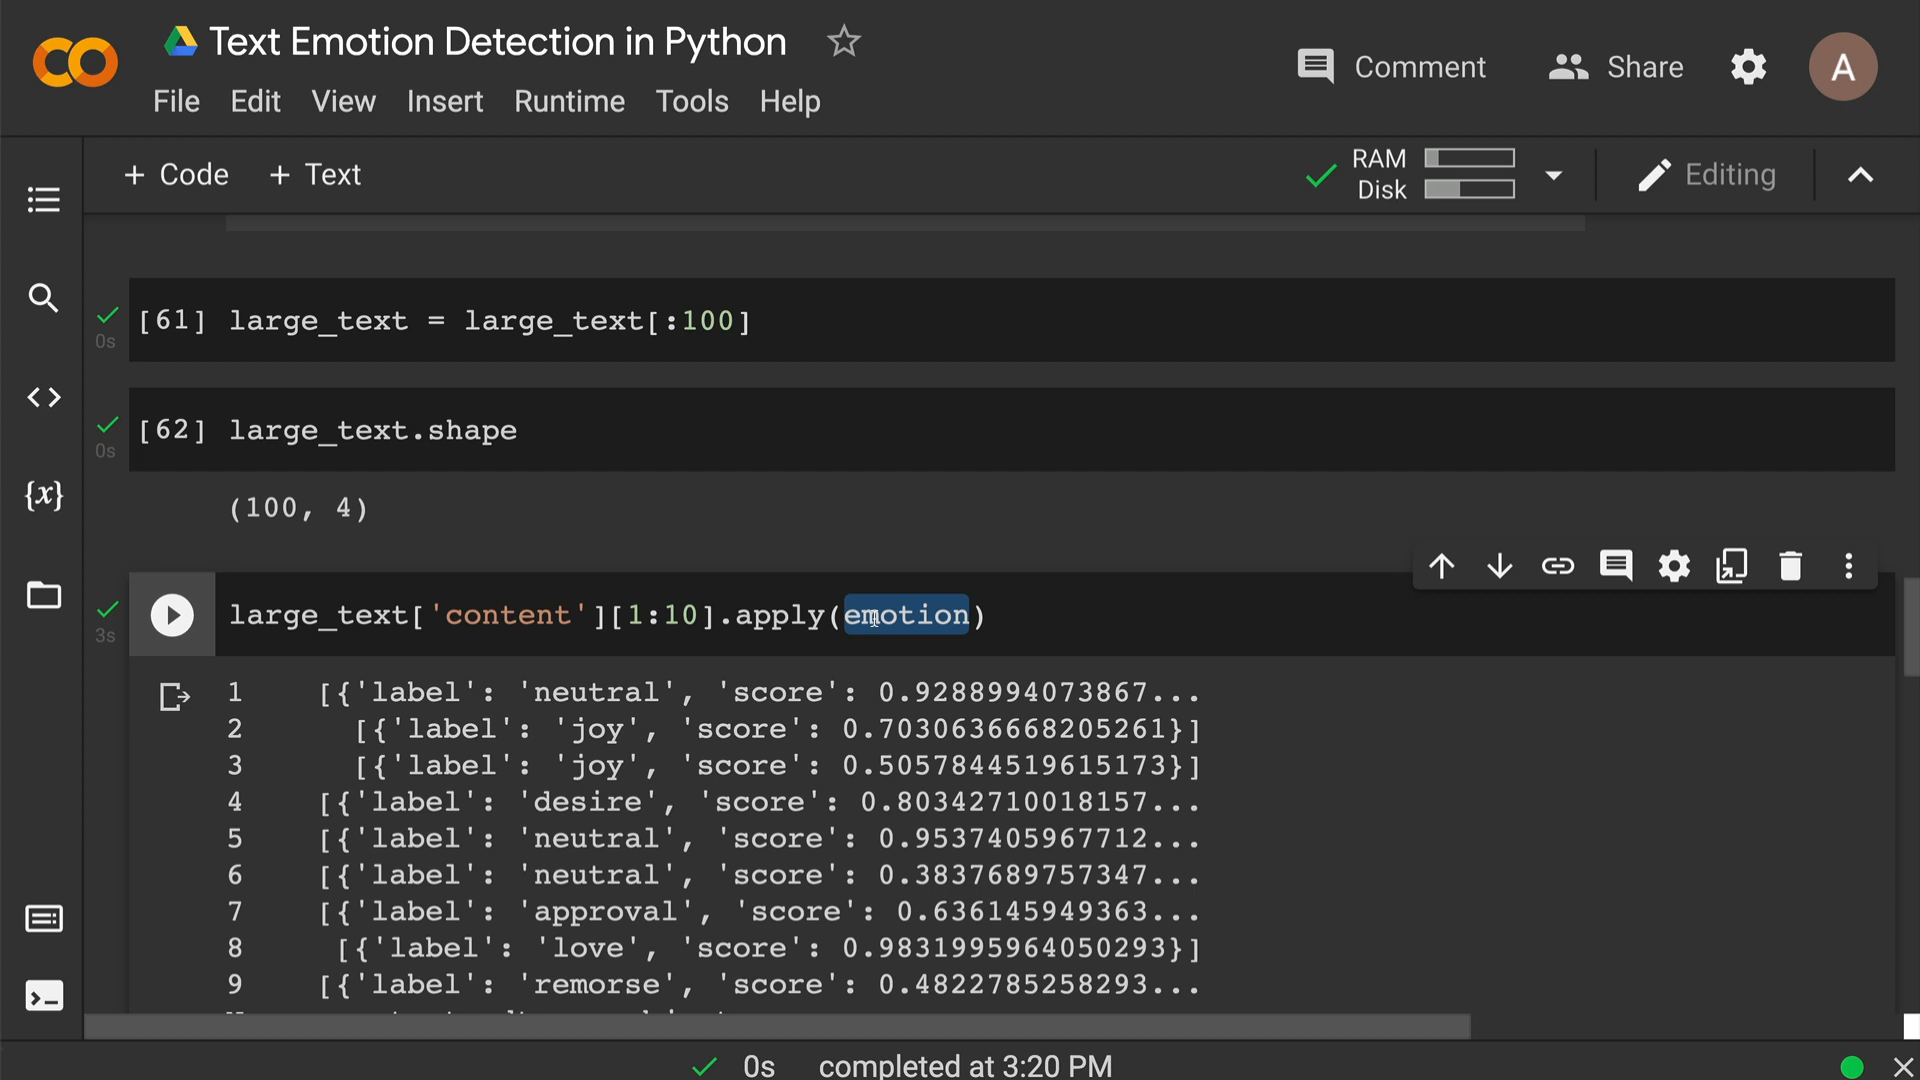 Text Emotion Detection in Python
File Edit View Insert Runtime Tools Help
Comment Share A
+ Code + Text
RAM
Disk
Editing
[61] large_text = large_text[:100]
0s
[62] large_text.shape
0s
(100, 4)
large_text['content'][1:10].apply(emotion)
3s
1 [{'label': 'neutral', 'score': 0.9288994073867...
2 [{'label': 'joy', 'score': 0.7030636668205261}]
3 [{'label': 'joy', 'score': 0.5057844519615173}]
4 [{'label': 'desire', 'score': 0.80342710018157...
5 [{'label': 'neutral', 'score': 0.9537405967712...
6 [{'label': 'neutral', 'score': 0.3837689757347...
7 [{'label': 'approval', 'score': 0.636145949363...
8 [{'label': 'love', 'score': 0.9831995964050293}]
9 [{'label': 'remorse', 'score': 0.4822785258293...
0s completed at 3:20 PM